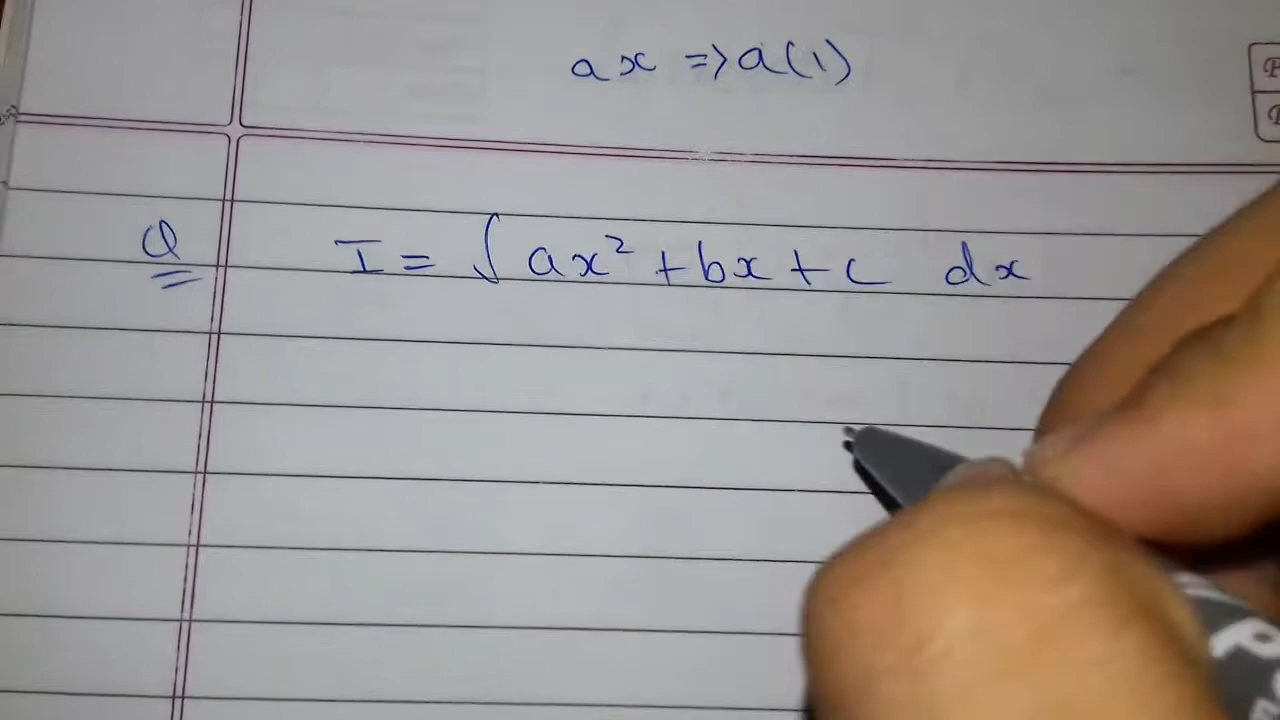 ax => a(1)
Q I = ∫ ax² + bx + c dx